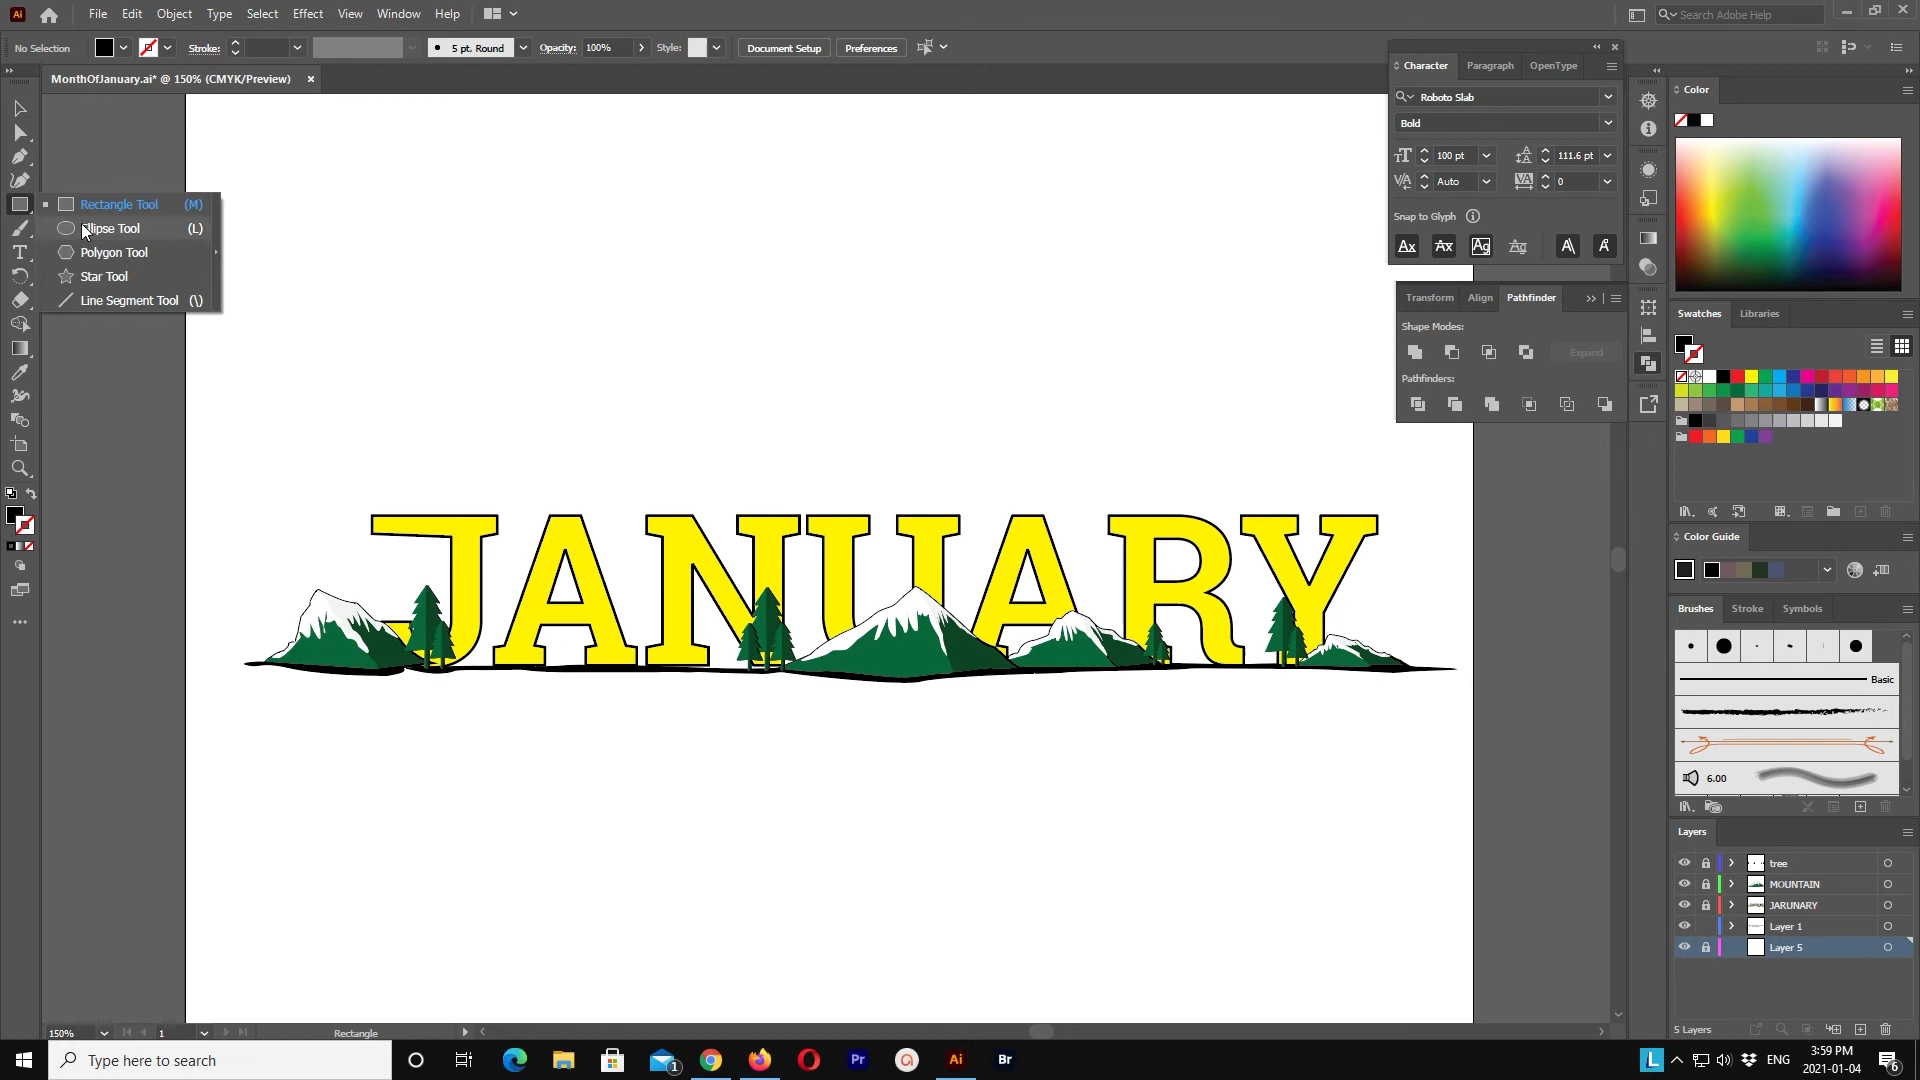 Ai File Edit Object Type Select Effect View Window Help Search Adobe Help
No Selection Stroke: 5 pt. Round Opacity: 100% Style: Document Setup Preferences
MonthOfJanuary.ai* @ 150% (CMYK/Preview) ×
Character Paragraph OpenType
Roboto Slab
Bold
100 pt 111.6 pt
Auto 0
Snap to Glyph
Transform Align Pathfinder
Shape Modes:
Expand
Pathfinders:
Color
Swatches Libraries
Color Guide
Brushes Stroke Symbols
Basic
6.00
Layers
tree
MOUNTAIN
JARUNARY
Layer 1
Layer 5
5 Layers
Rectangle Tool (M)
Ellipse Tool (L)
Polygon Tool
Star Tool
Line Segment Tool (\)
JANUARY
150% 1 Rectangle
Type here to search
1 Pr Ai Br
L ENG 3:59 PM
2021-01-04 6